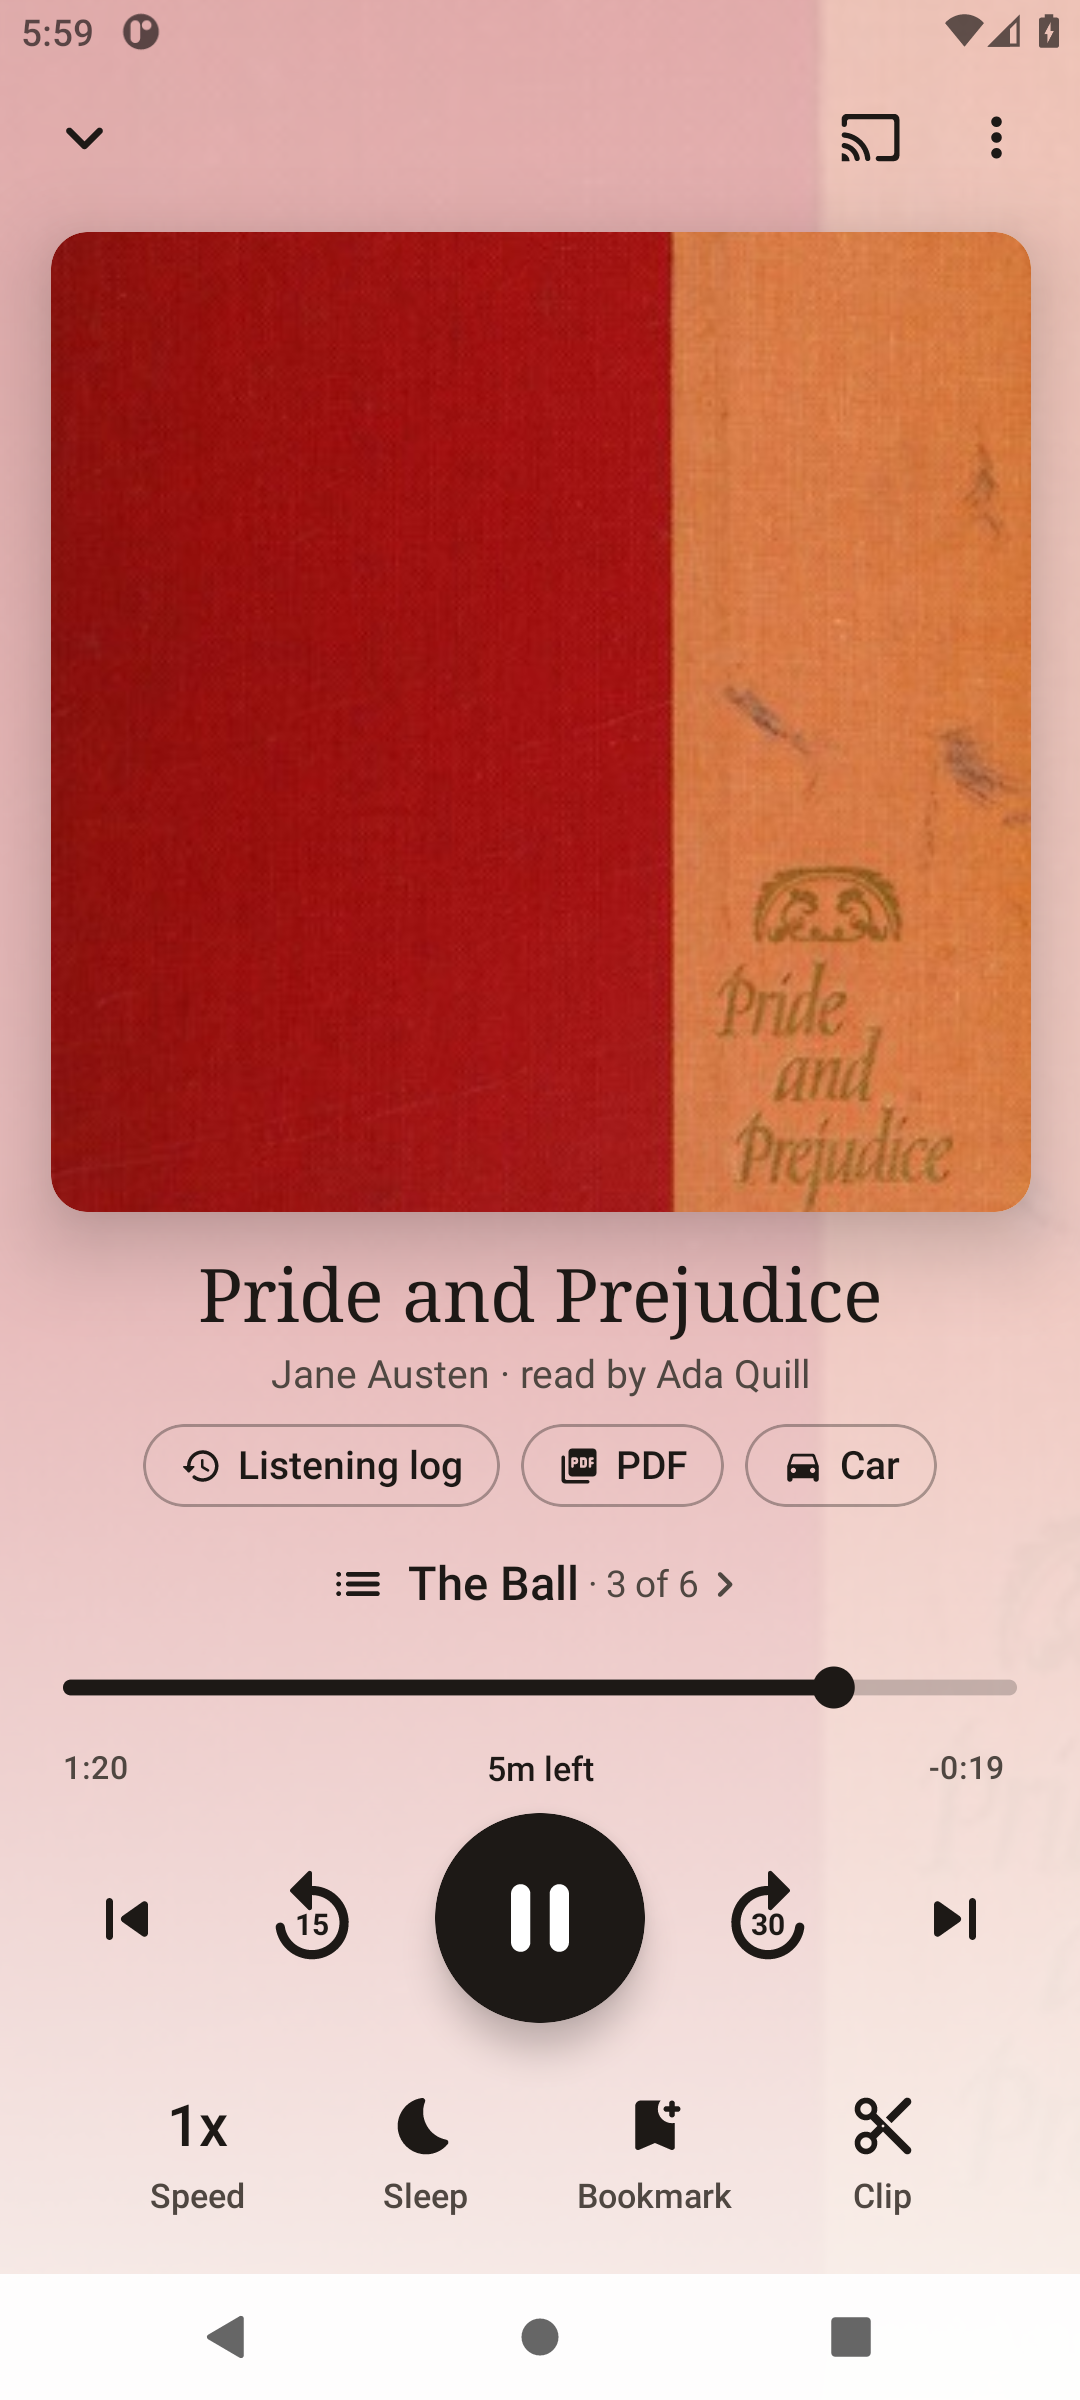 5:59
Pride
and
Prejudice
Pride and Prejudice
Jane Austen · read by Ada Quill
Listening log
PDF
PDF
Car
The Ball · 3 of 6
1:20
5m left
-0:19
15
30
1x
Speed
Sleep
Bookmark
Clip